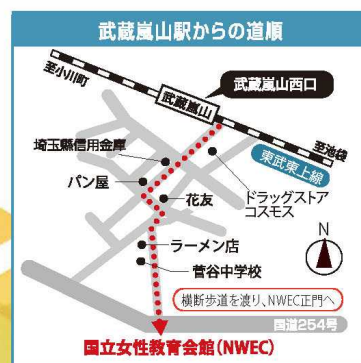 武蔵嵐山駅からの道順
至小川町
武蔵嵐山
武蔵嵐山西口
至池袋
東武東上線
埼玉縣信用金庫
パン屋
花友
ドラッグストア
コスモス
ラーメン店
菅谷中学校
N
横断歩道を渡り、NWEC正門へ
国道254号
国立女性教育会館(NWEC)